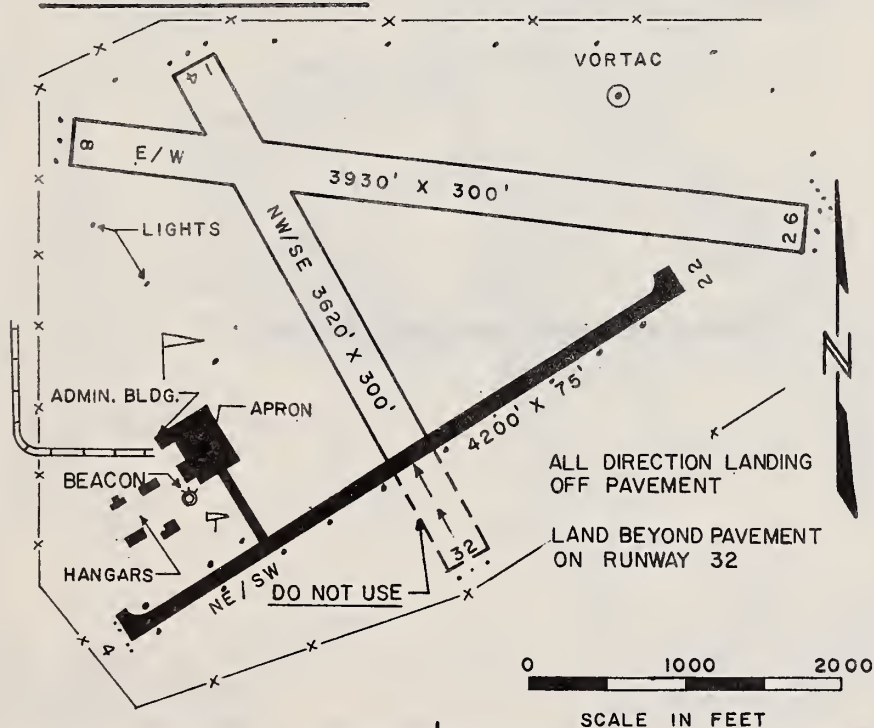 VORTAC
14
8
E/W
3930' X 300'
26
LIGHTS
NW/SE 3620' X 300'
22
N
ADMIN. BLDG.
APRON
4200' X 75'
BEACON
ALL DIRECTION LANDING
OFF PAVEMENT
LAND BEYOND PAVEMENT
ON RUNWAY 32
32
HANGARS
NE/SW
DO NOT USE
4
0 1000 2000
SCALE IN FEET